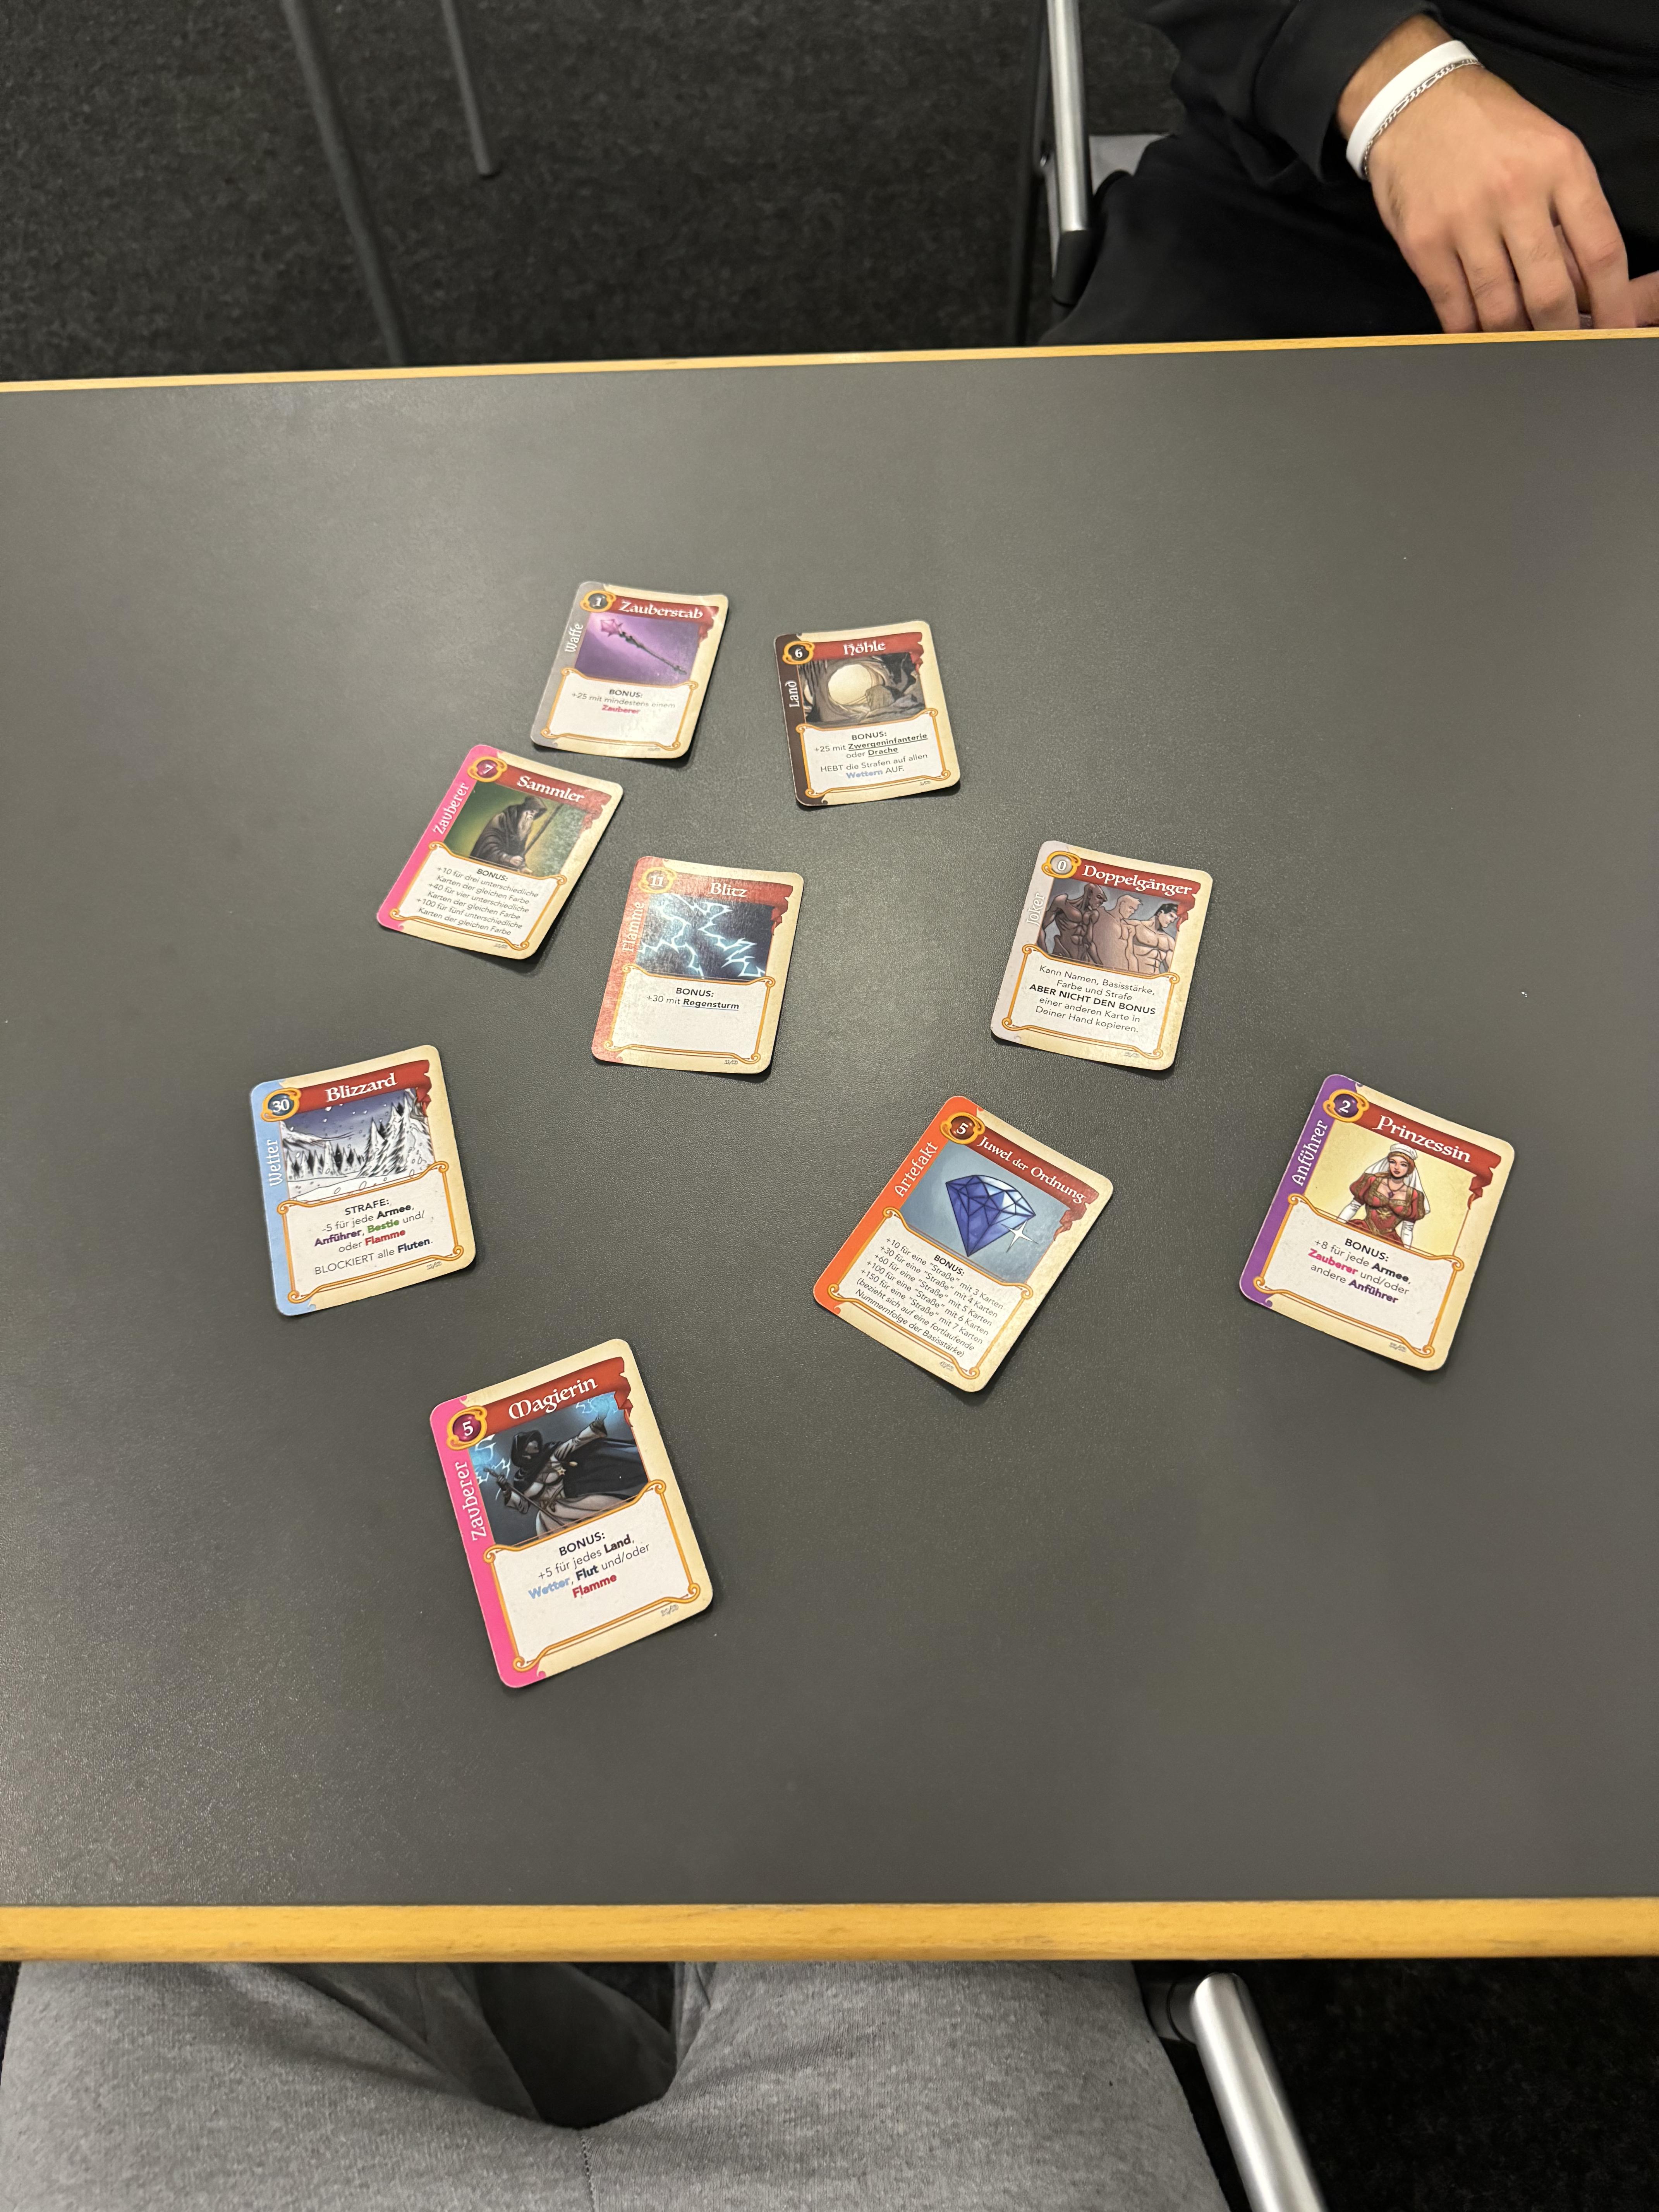 1
Zauberstab
Waffe
BONUS:
+25 mit mindestens einem
Zauberer
6
Höhle
Land
BONUS:
+25 mit Zwergeninfanterie
oder Drache
HEBT die Strafen auf allen
Wettern AUF.
7
Sammler
Zauberer
BONUS:
+10 für drei unterschiedliche
Karten der gleichen Farbe
+40 für vier unterschiedliche
Karten der gleichen Farbe
+100 für fünf unterschiedliche
Karten der gleichen Farbe
11
Blitz
Flamme
BONUS:
+30 mit Regensturm
0
Doppelgänger
Joker
Kann Namen, Basisstärke,
Farbe und Strafe
ABER NICHT DEN BONUS
einer anderen Karte in
Deiner Hand kopieren.
30
Blizzard
Wetter
STRAFE:
-5 für jede Armee,
Anführer, Bestie und/
oder Flamme
BLOCKIERT alle Fluten.
5
Juwel der Ordnung
Artefakt
BONUS:
+10 für eine "Straße" mit 3 Karten
+30 für eine "Straße" mit 4 Karten
+60 für eine "Straße" mit 5 Karten
+100 für eine "Straße" mit 6 Karten
+150 für eine "Straße" mit 7 Karten
(bezieht sich auf eine fortlaufende
Nummernfolge der Basisstärke)
2
Prinzessin
Anführer
BONUS:
+8 für jede Armee,
Zauberer und/oder
andere Anführer
5
Magierin
Zauberer
BONUS:
+5 für jedes Land,
Wetter, Flut und/oder
Flamme